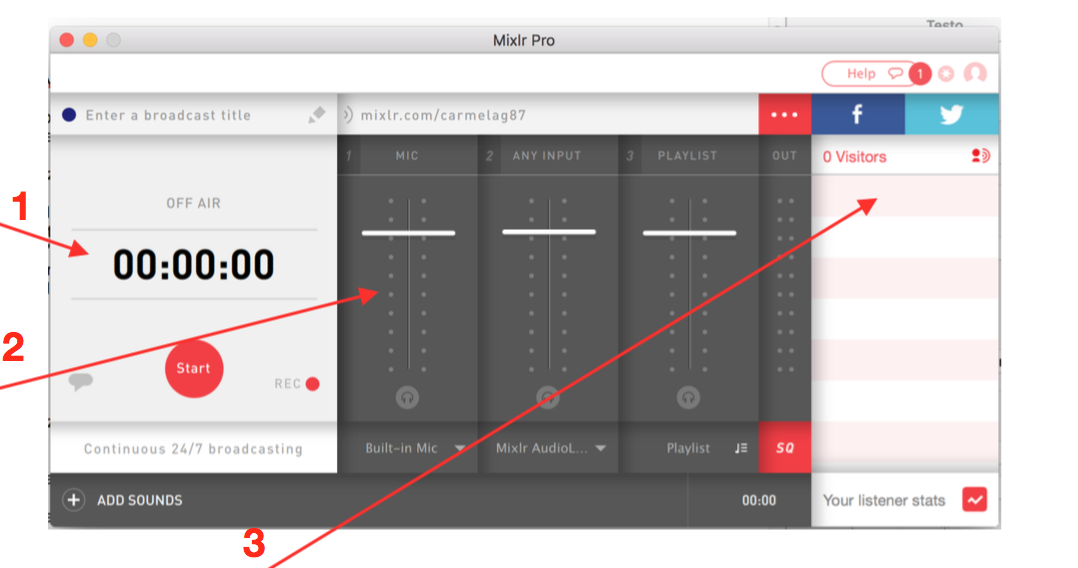 Testo
Mixlr Pro
Help 1
Enter a broadcast title
mixlr.com/carmelag87
f
1 MIC
2 ANY INPUT
3 PLAYLIST
OUT
0 Visitors
1
OFF AIR
00:00:00
2
Start
REC
Continuous 24/7 broadcasting
Built-in Mic
Mixlr AudioL...
Playlist
SQ
ADD SOUNDS
00:00
Your listener stats
3